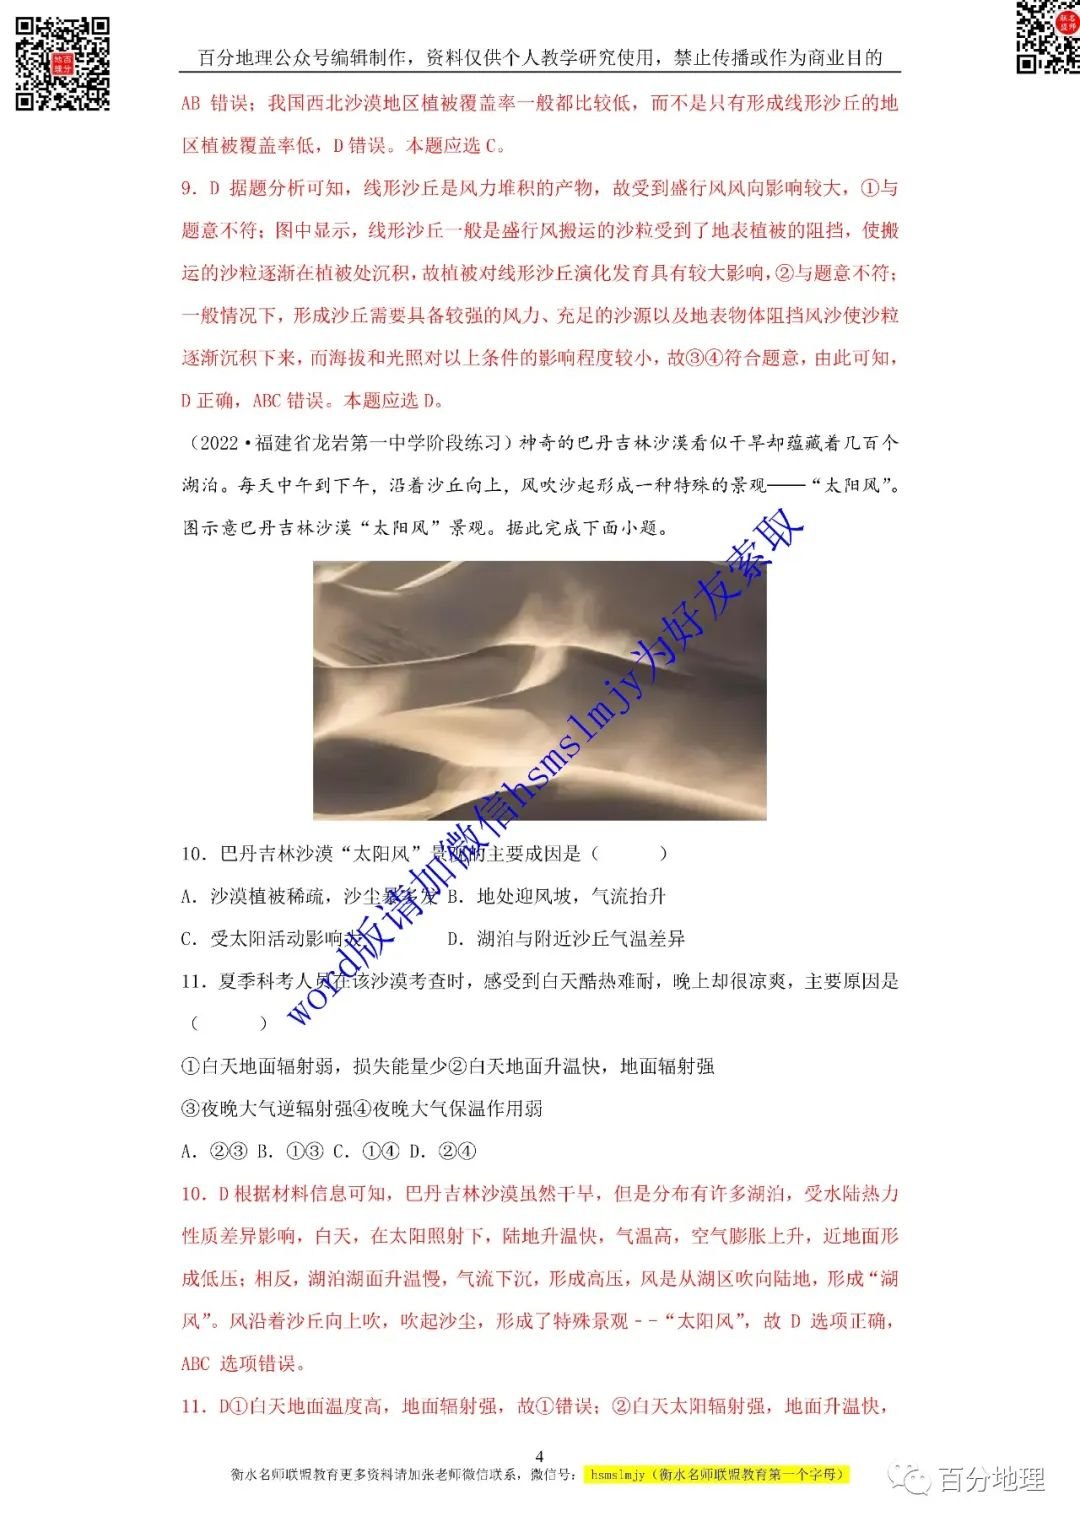 百分地理公众号编辑制作，资料仅供个人教学研究使用，禁止传播或作为商业目的
AB 错误；我国西北沙漠地区植被覆盖率一般都比较低，而不是只有形成线形沙丘的地
区植被覆盖率低，D错误。本题应选C。
9．D 据题分析可知，线形沙丘是风力堆积的产物，故受到盛行风风向影响较大，①与
题意不符；图中显示，线形沙丘一般是盛行风搬运的沙粒受到了地表植被的阻挡，使搬
运的沙粒逐渐在植被处沉积，故植被对线形沙丘演化发育具有较大影响，②与题意不符；
一般情况下，形成沙丘需要具备较强的风力、充足的沙源以及地表物体阻挡风沙使沙粒
逐渐沉积下来，而海拔和光照对以上条件的影响程度较小，故③④符合题意，由此可知，
D正确，ABC错误。本题应选D。
（2022·福建省龙岩第一中学阶段练习）神奇的巴丹吉林沙漠看似干旱却蕴藏着几百个
湖泊。每天中午到下午，沿着沙丘向上，风吹沙起形成一种特殊的景观——“太阳风”。
图示意巴丹吉林沙漠“太阳风”景观。据此完成下面小题。
word版请加微信hsmslmjy为好友索取
10．巴丹吉林沙漠“太阳风”景观的主要成因是（　　）
A．沙漠植被稀疏，沙尘暴多发 B．地处迎风坡，气流抬升
C．受太阳活动影响 D．湖泊与附近沙丘气温差异
11．夏季科考人员在该沙漠考查时，感受到白天酷热难耐，晚上却很凉爽，主要原因是
（　　）
①白天地面辐射弱，损失能量少②白天地面升温快，地面辐射强
③夜晚大气逆辐射强④夜晚大气保温作用弱
A．②③ B．①③ C．①④ D．②④
10．D根据材料信息可知，巴丹吉林沙漠虽然干旱，但是分布有许多湖泊，受水陆热力
性质差异影响，白天，在太阳照射下，陆地升温快，气温高，空气膨胀上升，近地面形
成低压；相反，湖泊湖面升温慢，气流下沉，形成高压，风是从湖区吹向陆地，形成“湖
风”。风沿着沙丘向上吹，吹起沙尘，形成了特殊景观--“太阳风”，故 D 选项正确，
ABC 选项错误。
11．D①白天地面温度高，地面辐射强，故①错误；②白天太阳辐射强，地面升温快，
4
衡水名师联盟教育更多资料请加张老师微信联系，微信号： hsmslmjy（衡水名师联盟教育第一个字母）
百分地理